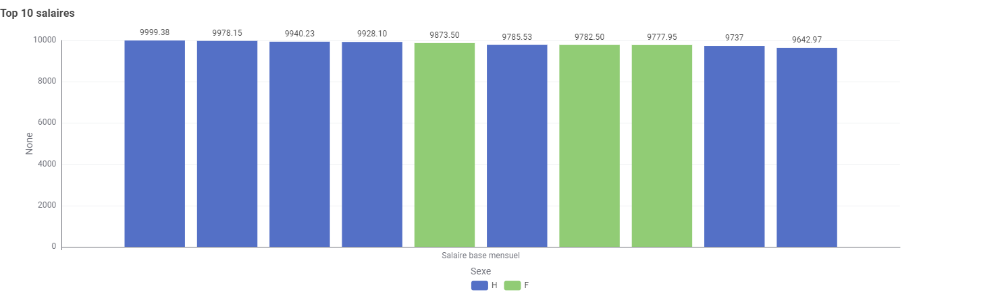 Top 10 salaires
9999.38 9978.15 9940.23 9928.10 9873.50 9785.53 9782.50 9777.95 9737 9642.97
10000
8000
6000
4000
2000
0
None
Salaire base mensuel
Sexe
H F